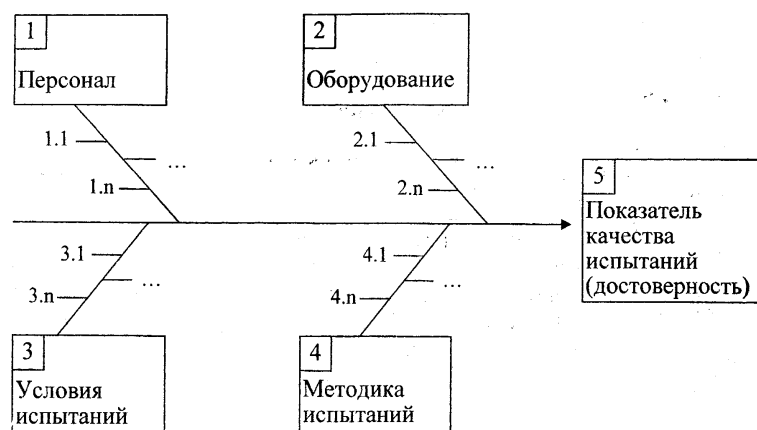 1
Персонал
2
Оборудование
1.1
...
1.n
2.1
...
2.n
5
Показатель
качества
испытаний
(достоверность)
3.1
...
3.n
4.1
...
4.n
3
Условия
испытаний
4
Методика
испытаний